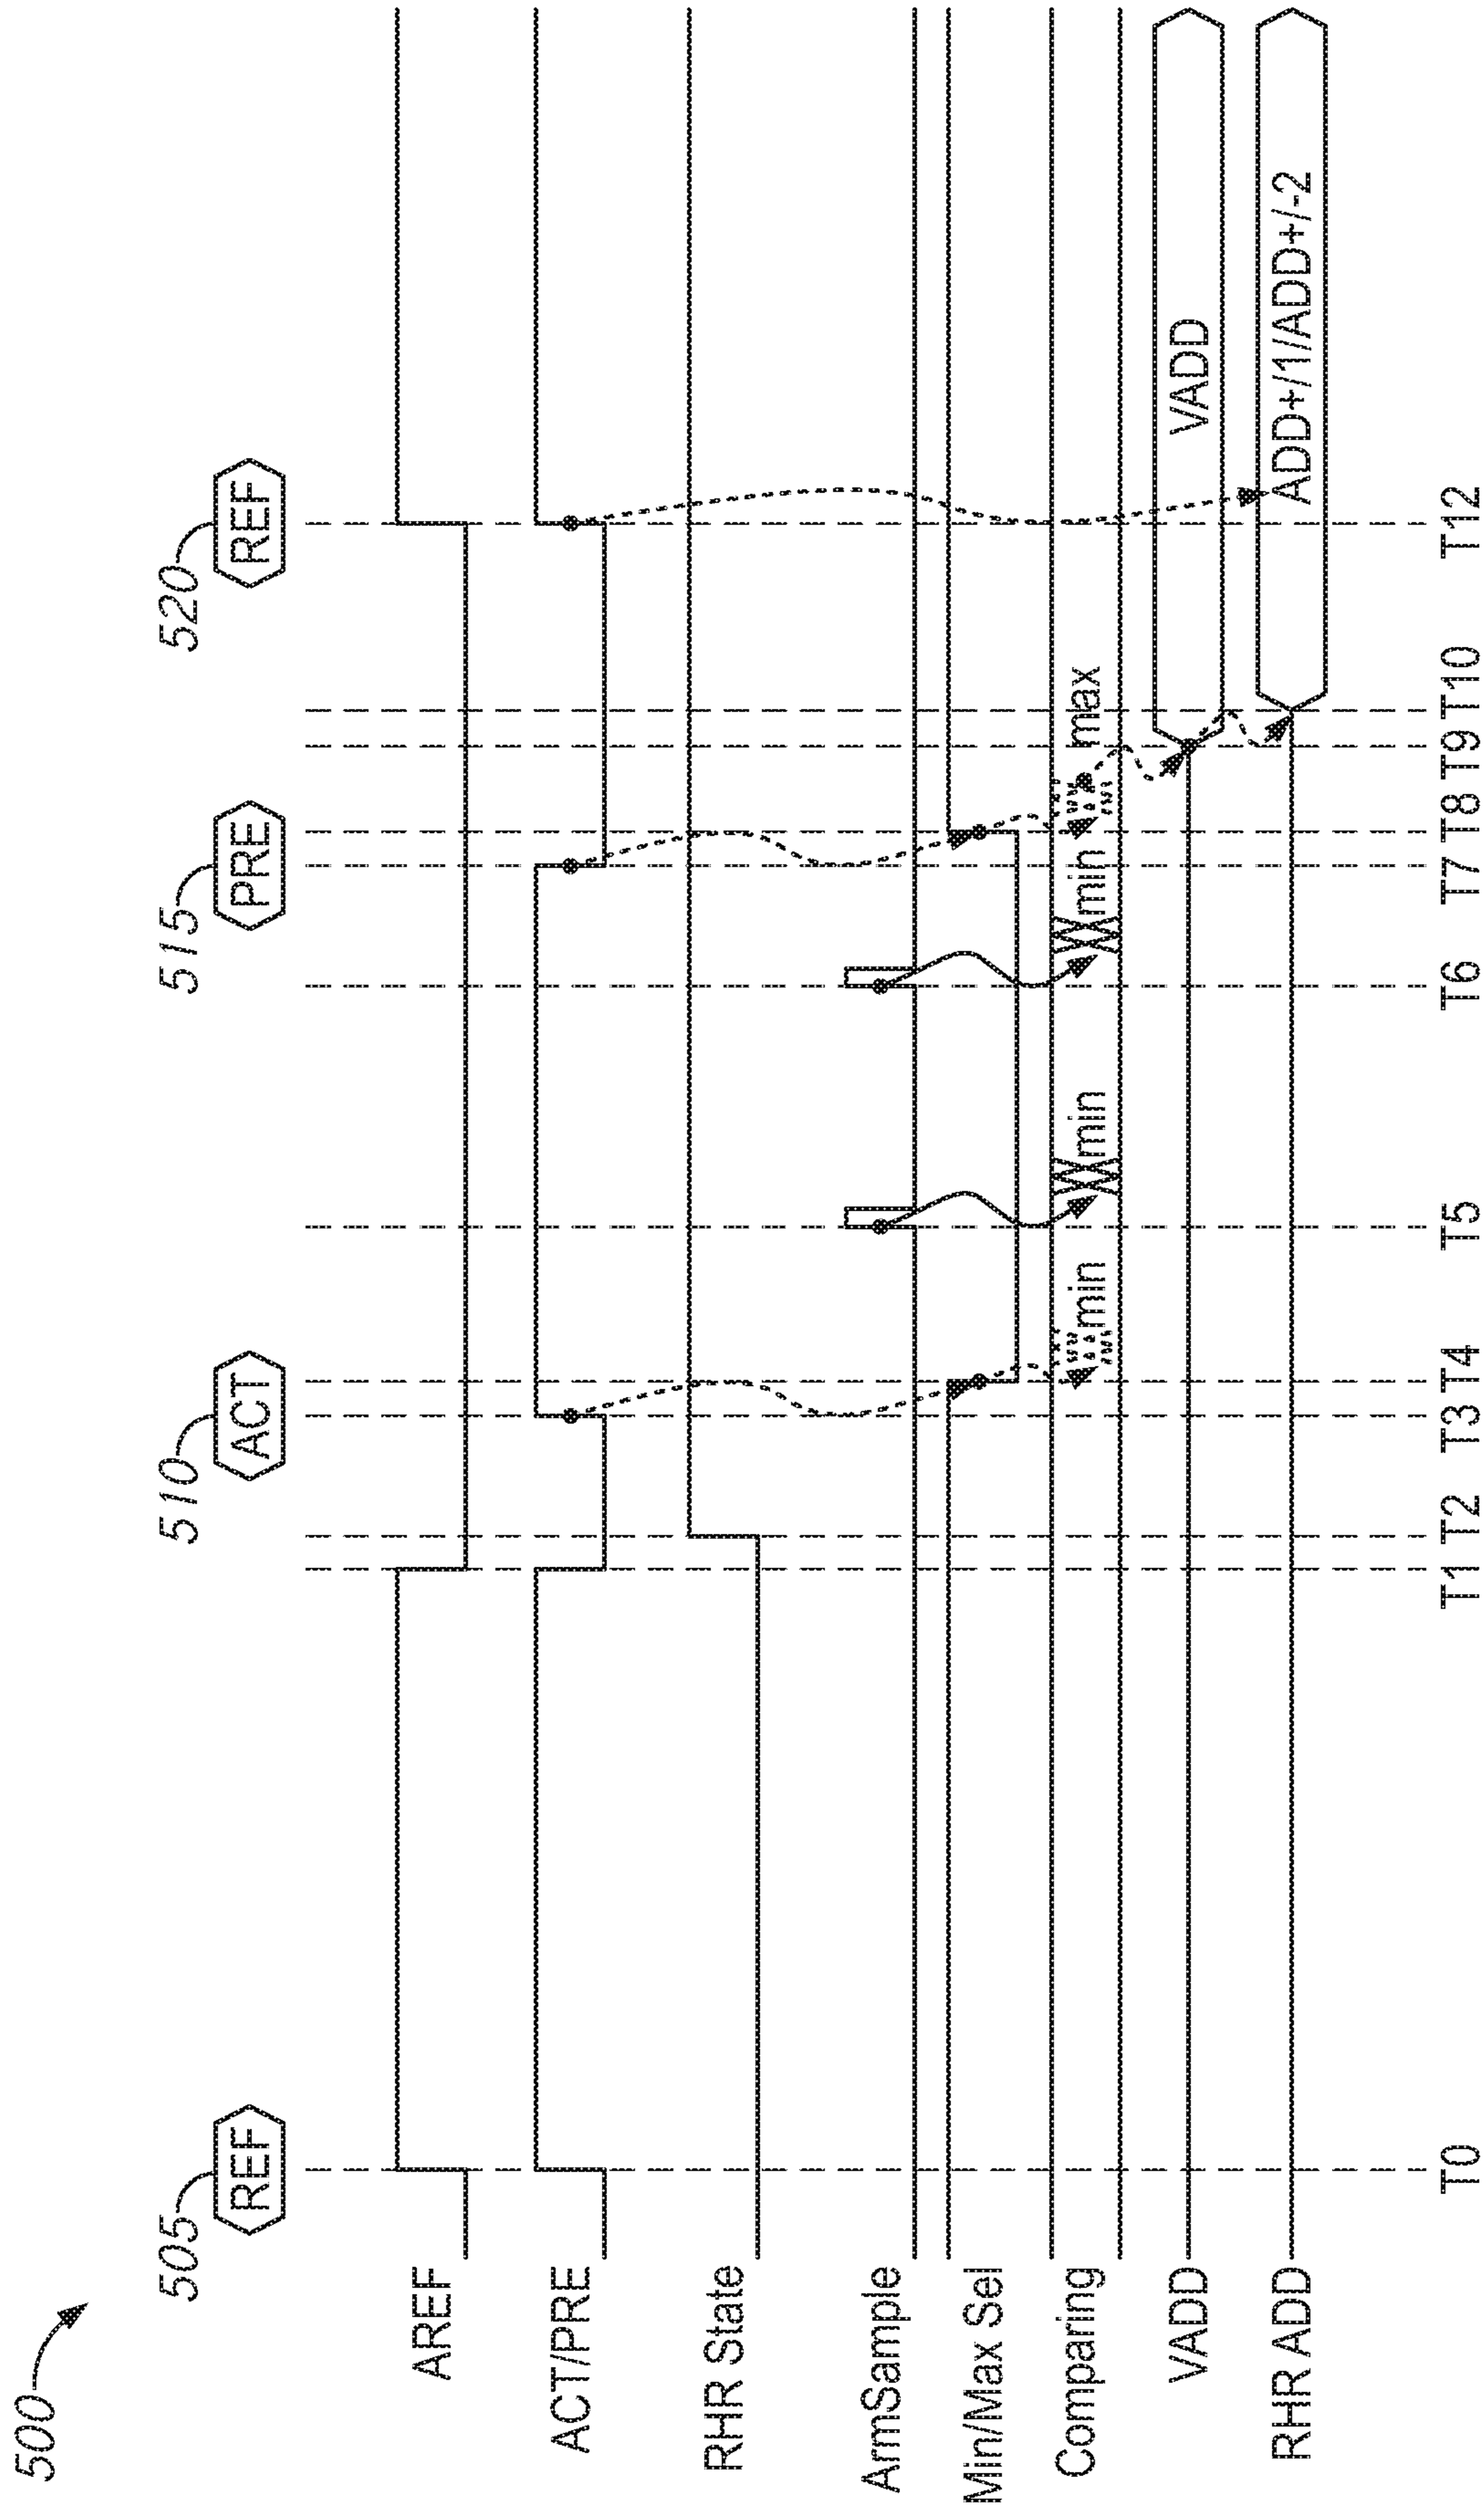 500
505 510 515 520
REF ACT PRE REF
AREF
ACT/PRE
RHR State
ArmSample
Min/Max Sel
Comparing min min min max
VADD VADD
RHR ADD ADD+/1/ADD+/-2
T0 T1 T2 T3 T4 T5 T6 T7 T8 T9 T10 T12